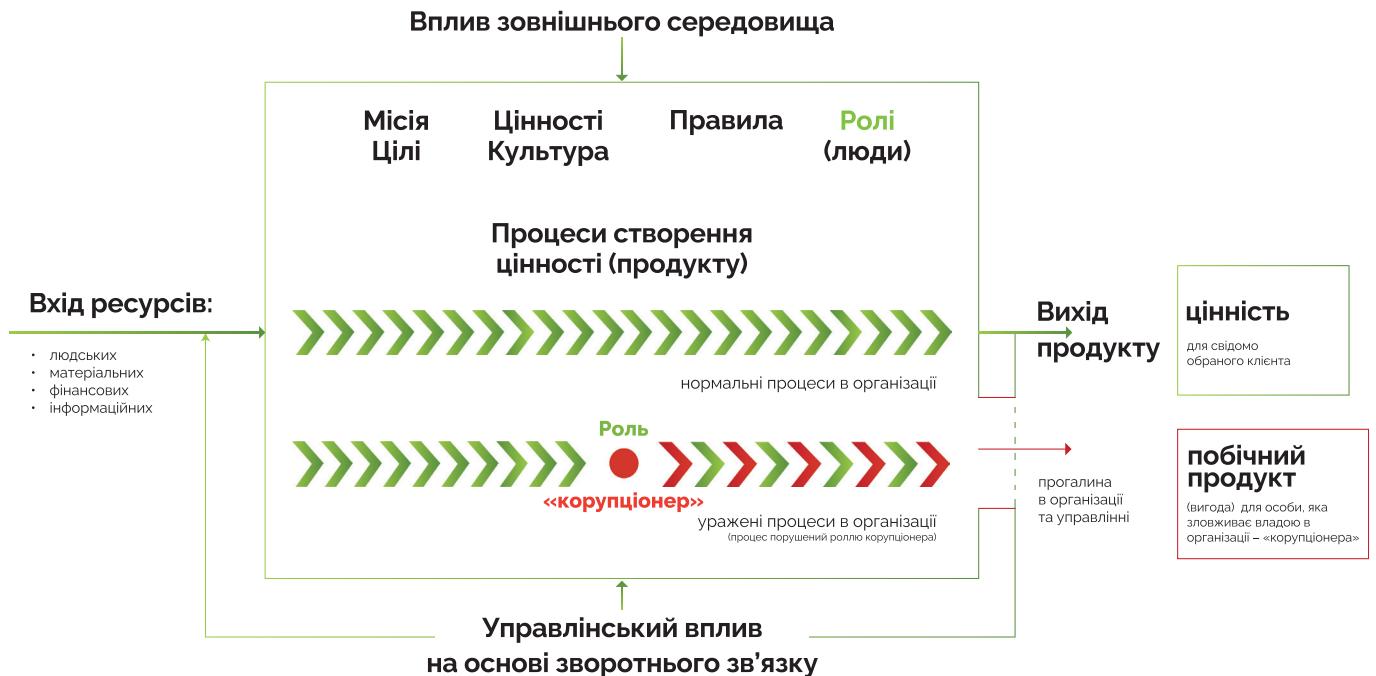 Вплив зовнішнього середовища
Місія
Цілі
Цінності
Культура
Правила
Ролі
(люди)
Процеси створення
цінності (продукту)
Вхід ресурсів:
• людських
• матеріальних
• фінансових
• інформаційних
нормальні процеси в організації
Вихід
продукту
цінність
для свідомо
обраного клієнта
Роль
«корупціонер»
уражені процеси в організації
(процес порушений роллю корупціонера)
прогалина
в організації
та управлінні
побічний
продукт
(вигода) для особи, яка
зловживає владою в
організації – «корупціонера»
Управлінський вплив
на основі зворотнього зв’язку